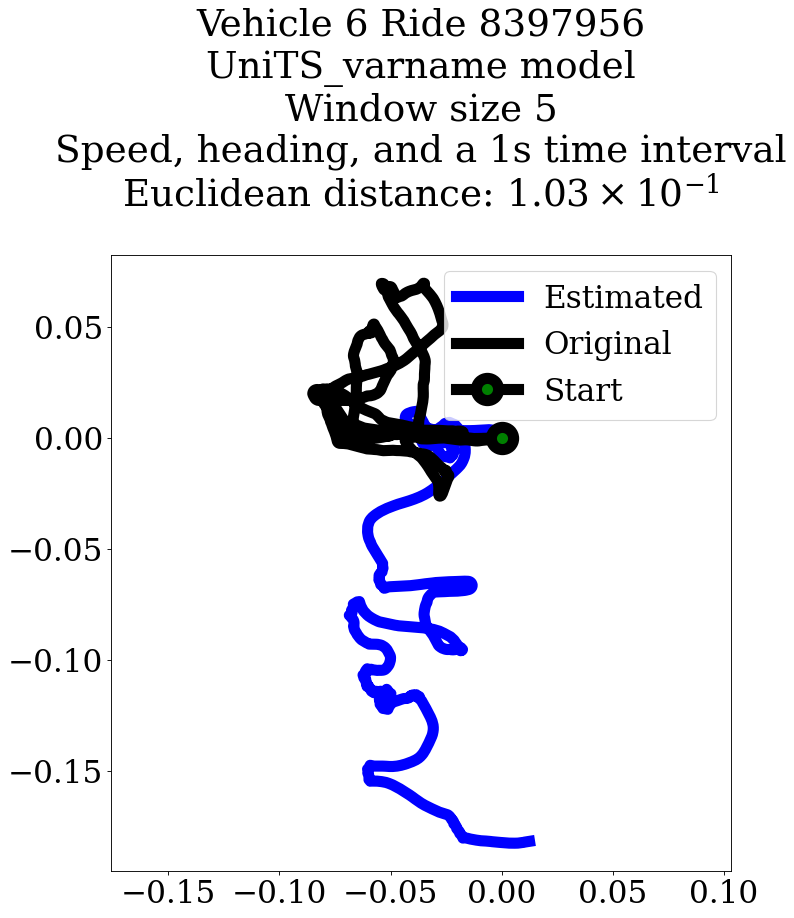 Vehicle 6 Ride 8397956
UniTS_varname model
Window size 5
Speed, heading, and a 1s time interval
Euclidean distance: 1.03 × 10⁻¹
Estimated
Original
Start
0.05
0.00
−0.05
−0.10
−0.15
−0.15 −0.10 −0.05 0.00 0.05 0.10